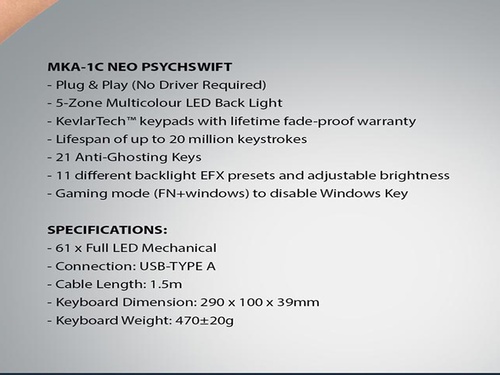 MKA-1C NEO PSYCHSWIFT
- Plug & Play (No Driver Required)
- 5-Zone Multicolour LED Back Light
- KevlarTech™ keypads with lifetime fade-proof warranty
- Lifespan of up to 20 million keystrokes
- 21 Anti-Ghosting Keys
- 11 different backlight EFX presets and adjustable brightness
- Gaming mode (FN+windows) to disable Windows Key
SPECIFICATIONS:
- 61 x Full LED Mechanical
- Connection: USB-TYPE A
- Cable Length: 1.5m
- Keyboard Dimension: 290 x 100 x 39mm
- Keyboard Weight: 470±20g